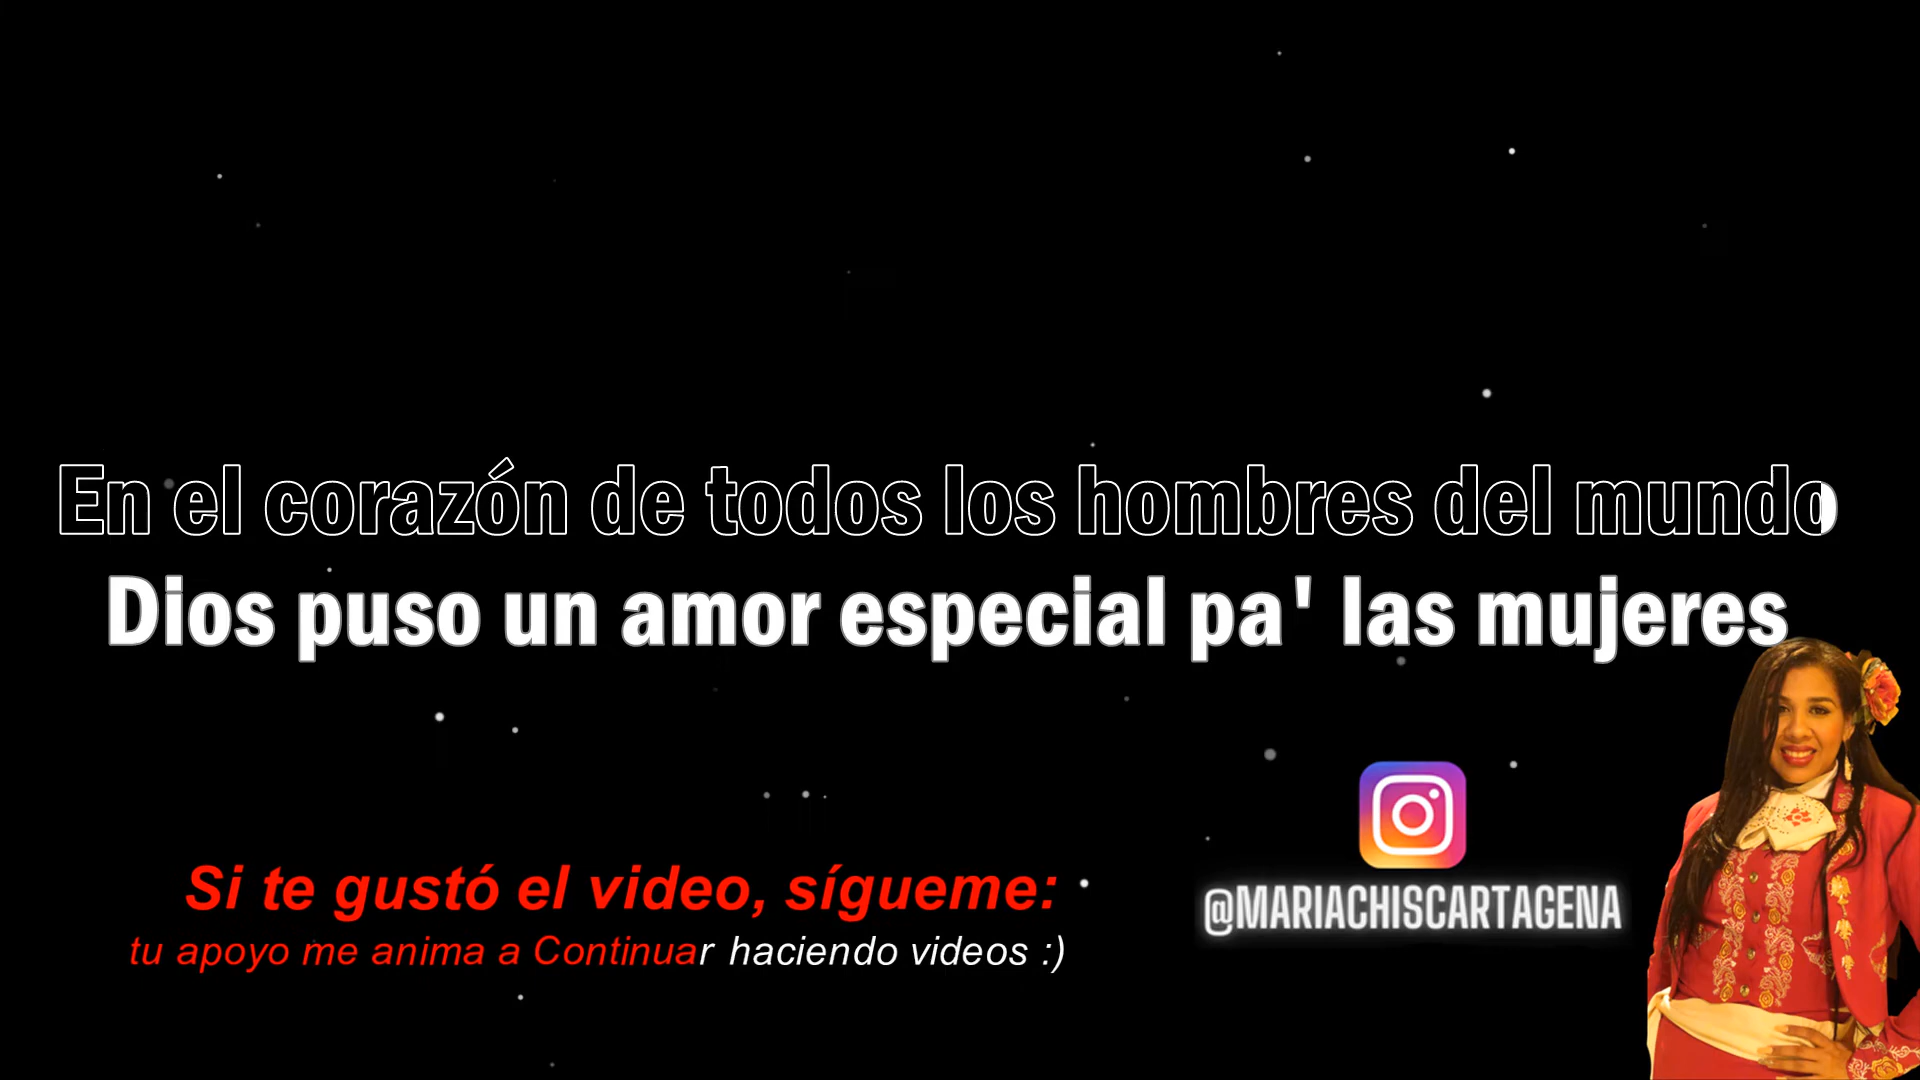 En el corazón de todos los hombres del mundo
Dios puso un amor especial pa' las mujeres
Si te gustó el video, sígueme:
tu apoyo me anima a Continuar haciendo videos :)
@MARIACHISCARTAGENA